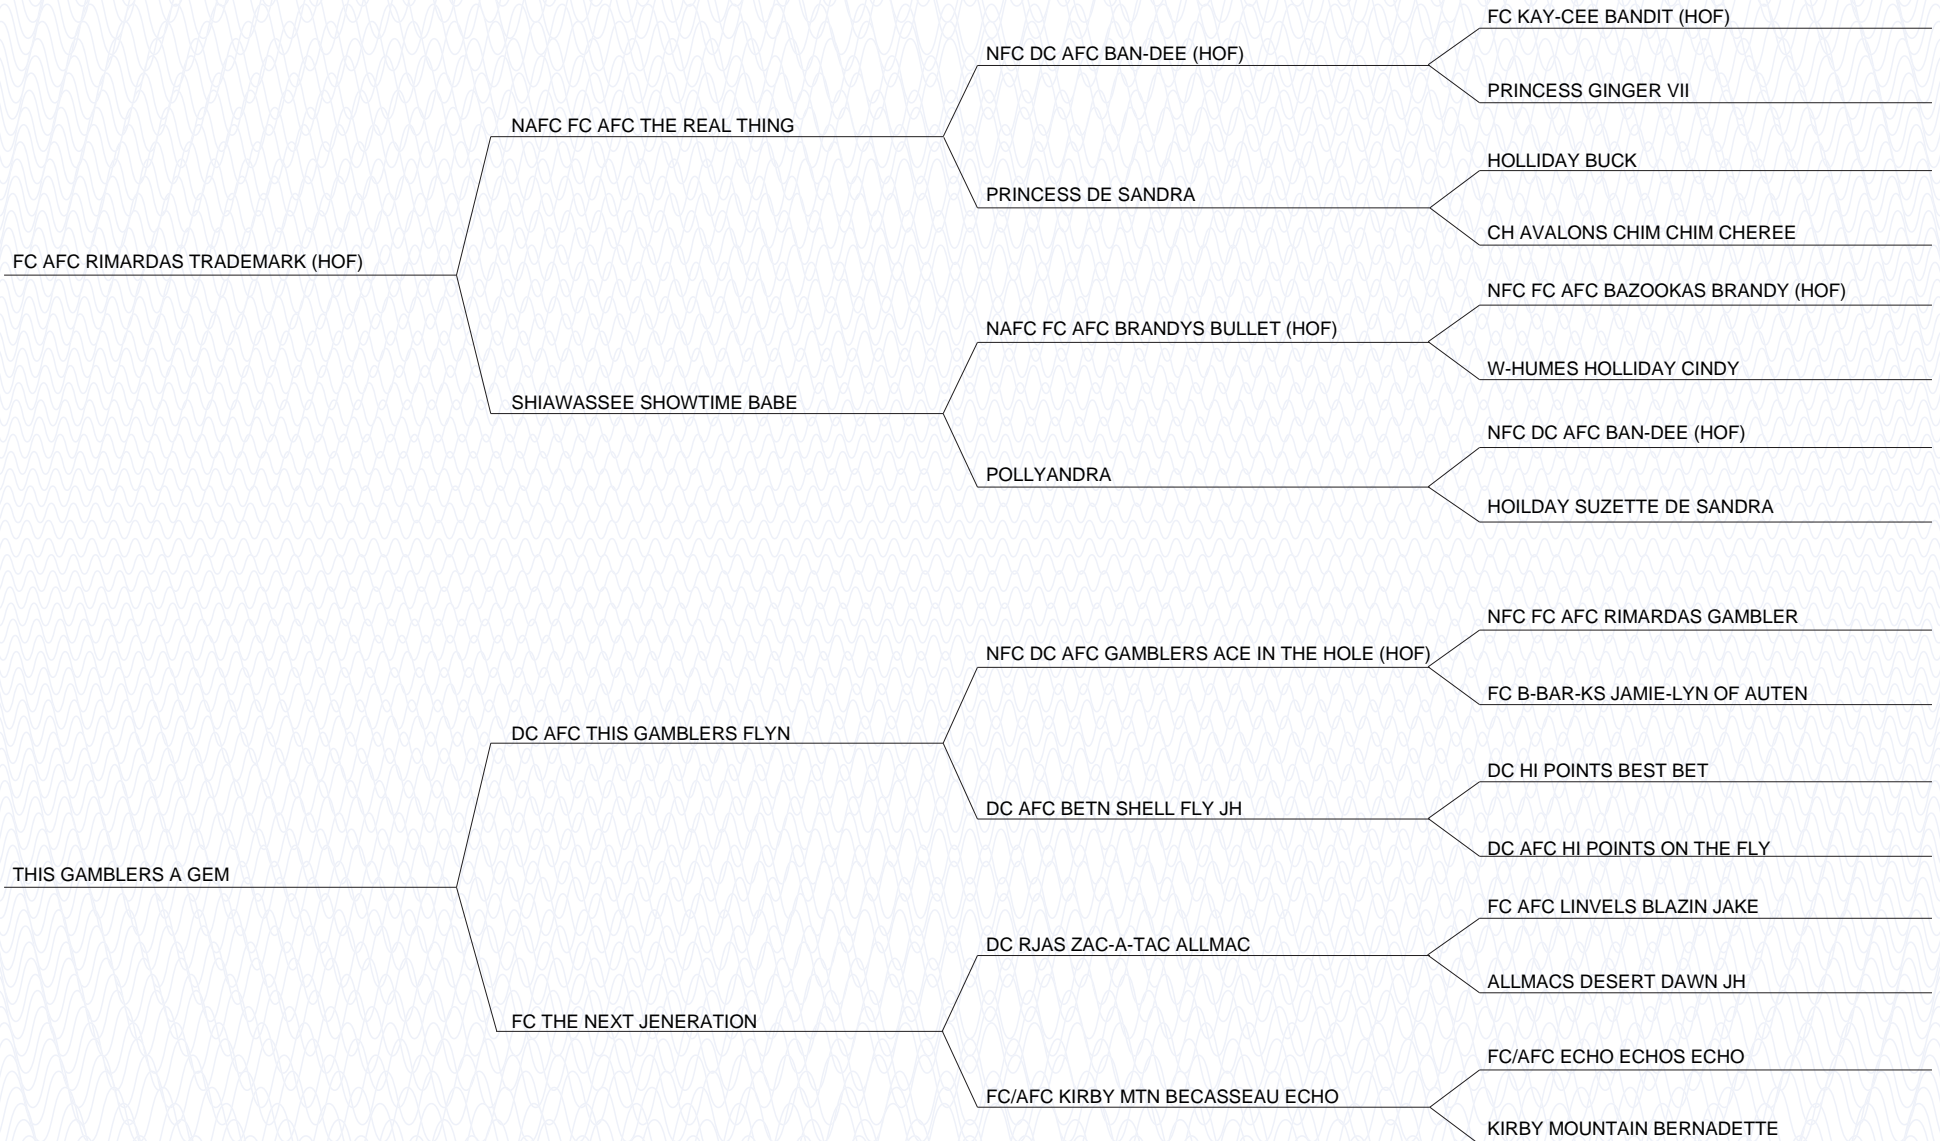 FC KAY-CEE BANDIT (HOF)
NFC DC AFC BAN-DEE (HOF)
PRINCESS GINGER VII
NAFC FC AFC THE REAL THING
HOLLIDAY BUCK
PRINCESS DE SANDRA
CH AVALONS CHIM CHIM CHEREE
FC AFC RIMARDAS TRADEMARK (HOF)
NFC FC AFC BAZOOKAS BRANDY (HOF)
NAFC FC AFC BRANDYS BULLET (HOF)
W-HUMES HOLLIDAY CINDY
SHIAWASSEE SHOWTIME BABE
NFC DC AFC BAN-DEE (HOF)
POLLYANDRA
HOILDAY SUZETTE DE SANDRA
NFC FC AFC RIMARDAS GAMBLER
NFC DC AFC GAMBLERS ACE IN THE HOLE (HOF)
FC B-BAR-KS JAMIE-LYN OF AUTEN
DC AFC THIS GAMBLERS FLYN
DC HI POINTS BEST BET
DC AFC BETN SHELL FLY JH
DC AFC HI POINTS ON THE FLY
THIS GAMBLERS A GEM
FC AFC LINVELS BLAZIN JAKE
DC RJAS ZAC-A-TAC ALLMAC
ALLMACS DESERT DAWN JH
FC THE NEXT JENERATION
FC/AFC ECHO ECHOS ECHO
FC/AFC KIRBY MTN BECASSEAU ECHO
KIRBY MOUNTAIN BERNADETTE